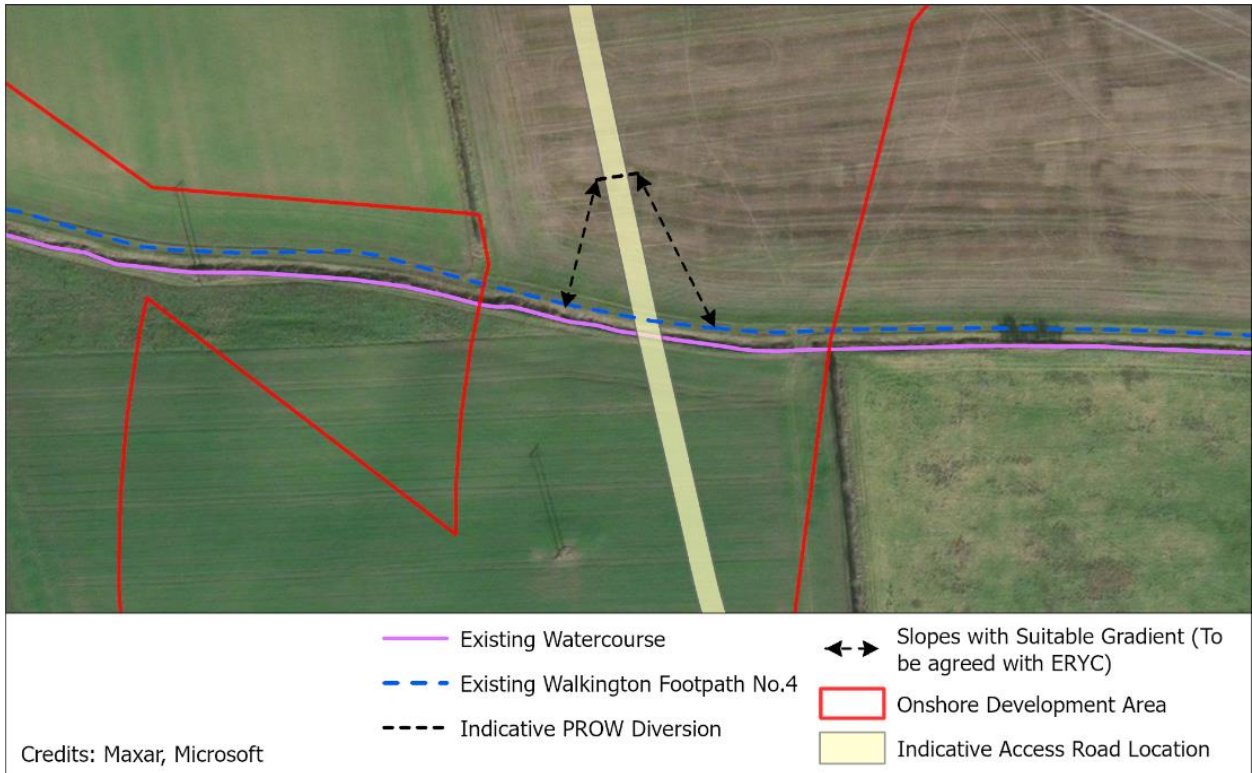 Existing Watercourse
Existing Walkington Footpath No.4
Indicative PROW Diversion
Slopes with Suitable Gradient (To
be agreed with ERYC)
Onshore Development Area
Indicative Access Road Location
Credits: Maxar, Microsoft